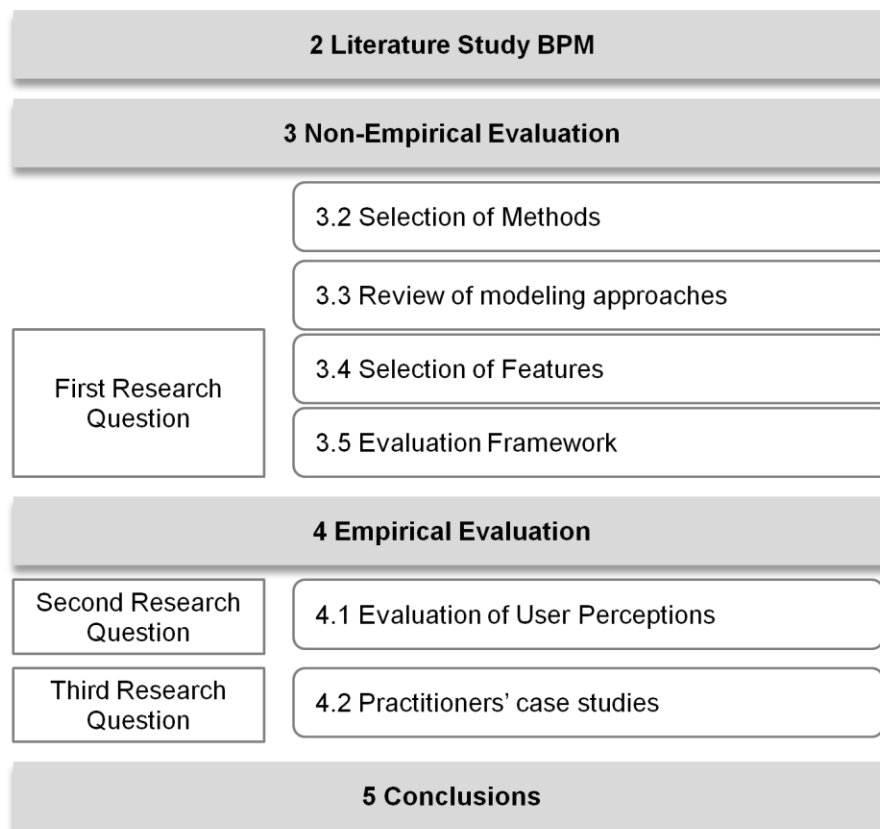 2 Literature Study BPM
3 Non-Empirical Evaluation
3.2 Selection of Methods
3.3 Review of modeling approaches
First Research
Question
3.4 Selection of Features
3.5 Evaluation Framework
4 Empirical Evaluation
Second Research
Question
4.1 Evaluation of User Perceptions
Third Research
Question
4.2 Practitioners’ case studies
5 Conclusions